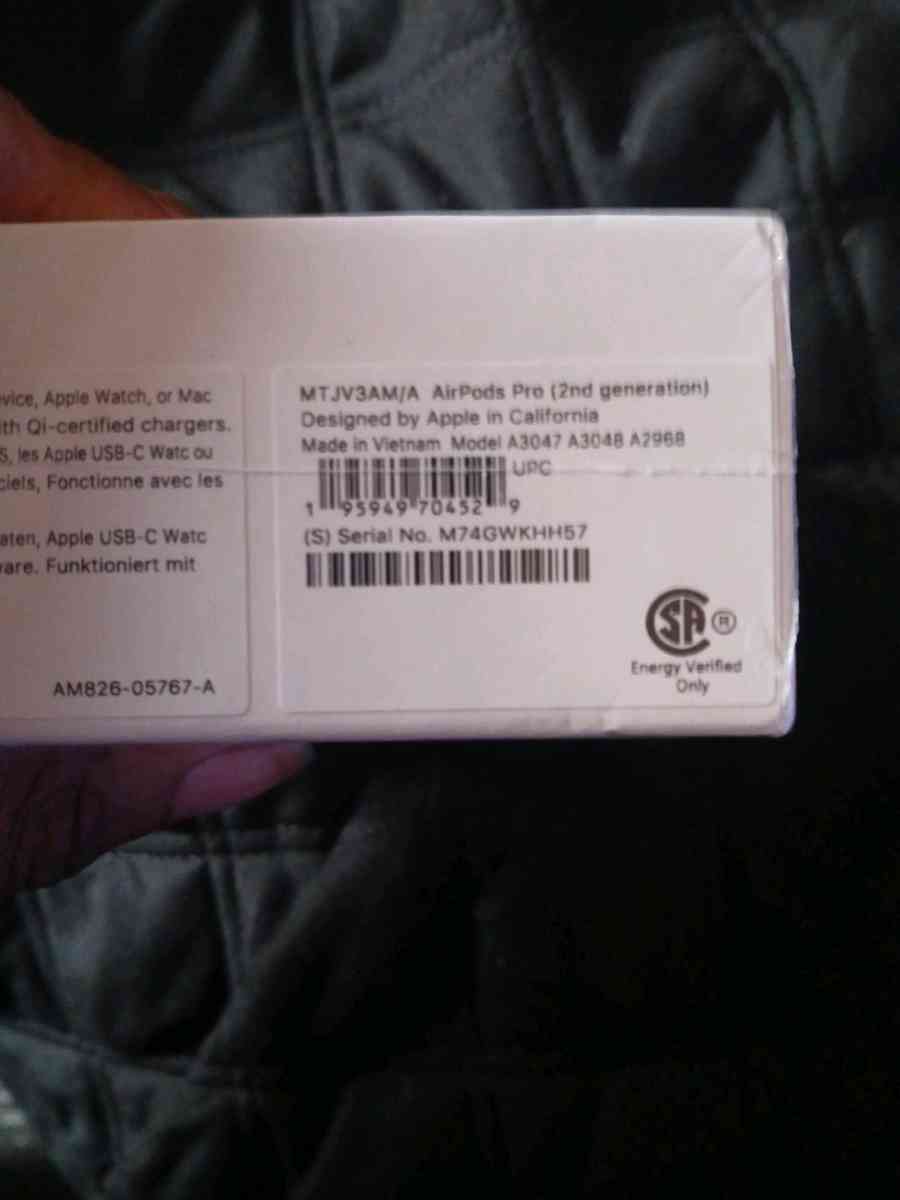 vice, Apple Watch, or Mac
ith Qi-certified chargers.
S, les Apple USB-C Watc ou
ciels, Fonctionne avec les
aten, Apple USB-C Watc
vare. Funktioniert mit
AM826-05767-A
MTJV3AM/A AirPods Pro (2nd generation)
Designed by Apple in California
Made in Vietnam Model A3047 A3048 A2968
UPC
1 95949 70452 9
(S) Serial No. M74GWKHH57
SA ®
Energy Verified
Only